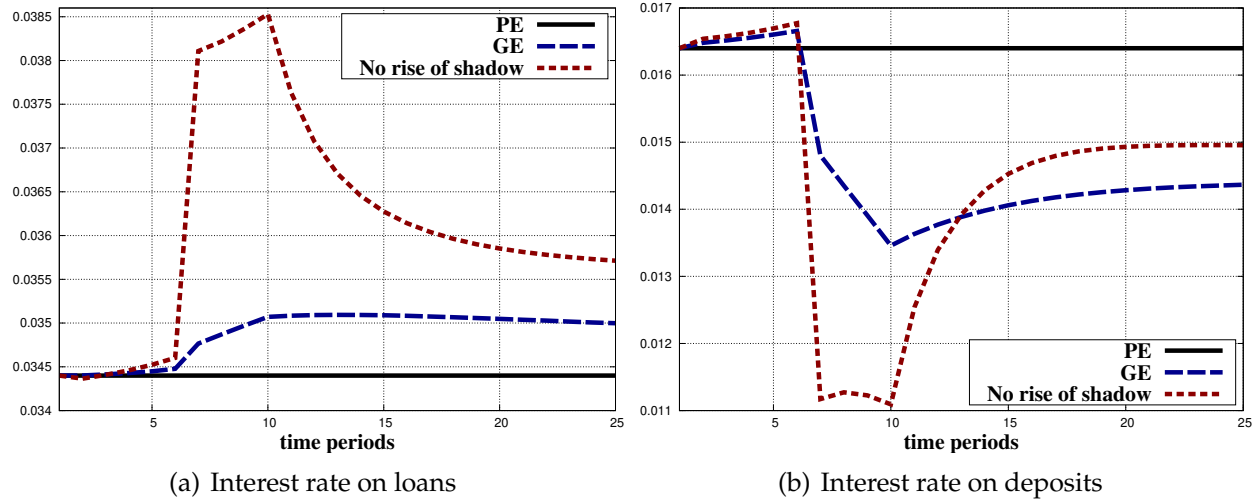 0.0385
0.038
0.0375
0.037
0.0365
0.036
0.0355
0.035
0.0345
0.034
PE
GE
No rise of shadow
5 10 15 20 25
time periods
(a) Interest rate on loans
0.017
0.016
0.015
0.014
0.013
0.012
0.011
PE
GE
No rise of shadow
5 10 15 20 25
time periods
(b) Interest rate on deposits